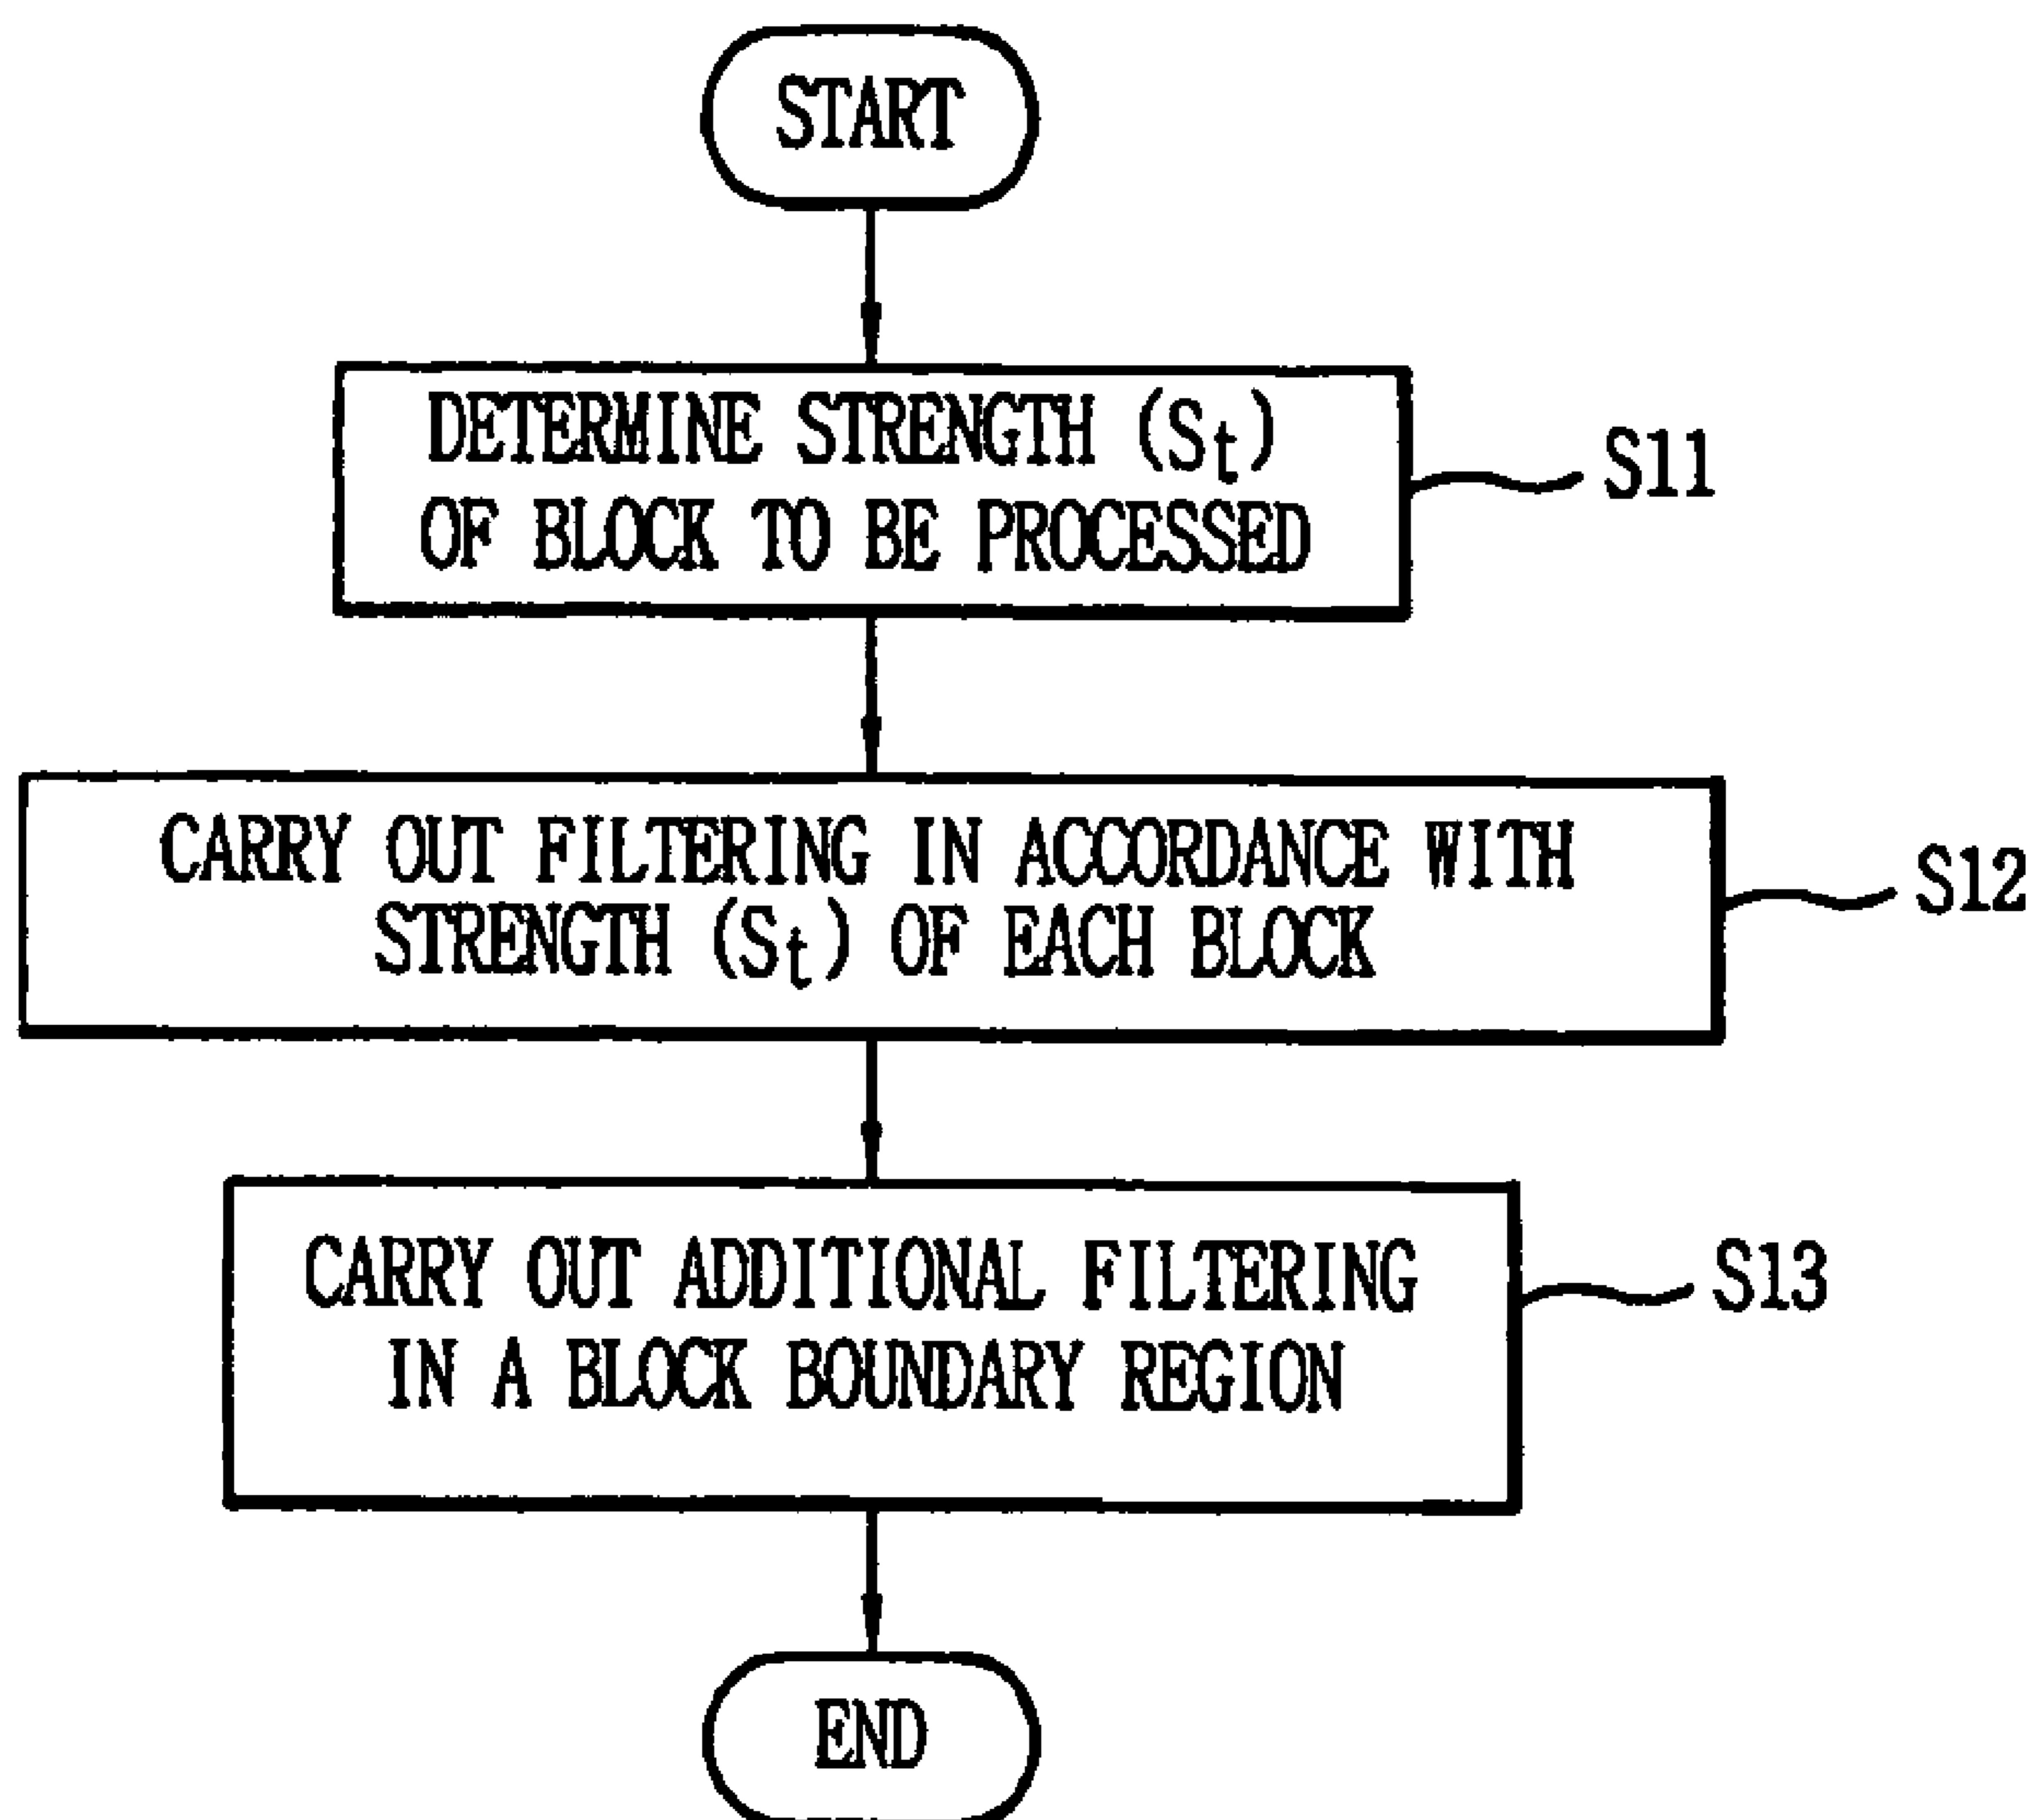 START
DETERMINE STRENGTH (St)
OF BLOCK TO BE PROCESSED
S11
CARRY OUT FILTERING IN ACCORDANCE WITH
STRENGTH (St) OF EACH BLOCK
S12
CARRY OUT ADDITIONAL FILTERING
IN A BLOCK BOUNDARY REGION
S13
END